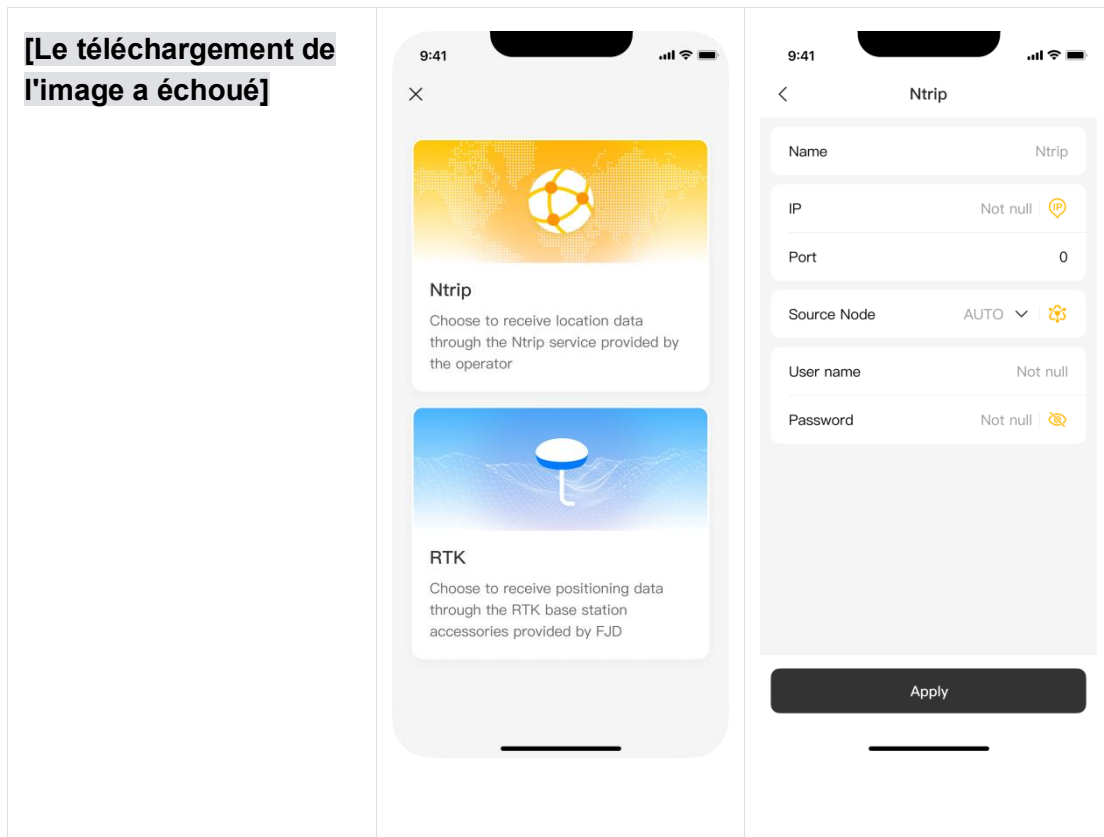 [Le téléchargement de
l'image a échoué]
9:41
Ntrip
Choose to receive location data
through the Ntrip service provided by
the operator
RTK
Choose to receive positioning data
through the RTK base station
accessories provided by FJD
9:41
Ntrip
Name Ntrip
IP Not null IP
Port 0
Source Node AUTO
User name Not null
Password Not null
Apply